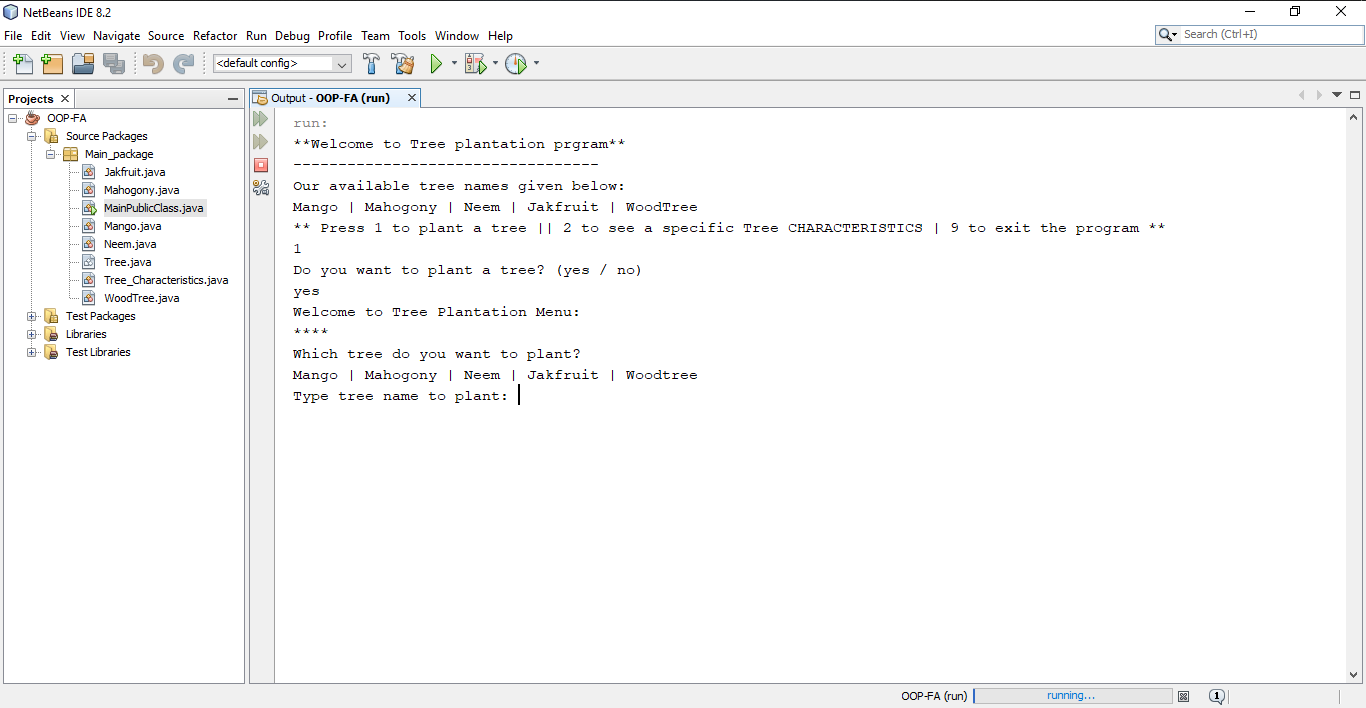 NetBeans IDE 8.2
File Edit View Navigate Source Refactor Run Debug Profile Team Tools Window Help
Search (Ctrl+I)
<default config>
Projects
OOP-FA
Source Packages
Main_package
Jakfruit.java
Mahogony.java
MainPublicClass.java
Mango.java
Neem.java
Tree.java
Tree_Characteristics.java
WoodTree.java
Test Packages
Libraries
Test Libraries
Output - OOP-FA (run)
run:
**Welcome to Tree plantation prgram**
----------------------------------
Our available tree names given below:
Mango | Mahogony | Neem | Jakfruit | WoodTree
** Press 1 to plant a tree || 2 to see a specific Tree CHARACTERISTICS | 9 to exit the program **
1
Do you want to plant a tree? (yes / no)
yes
Welcome to Tree Plantation Menu:
****
Which tree do you want to plant?
Mango | Mahogony | Neem | Jakfruit | Woodtree
Type tree name to plant:
OOP-FA (run) running... 1